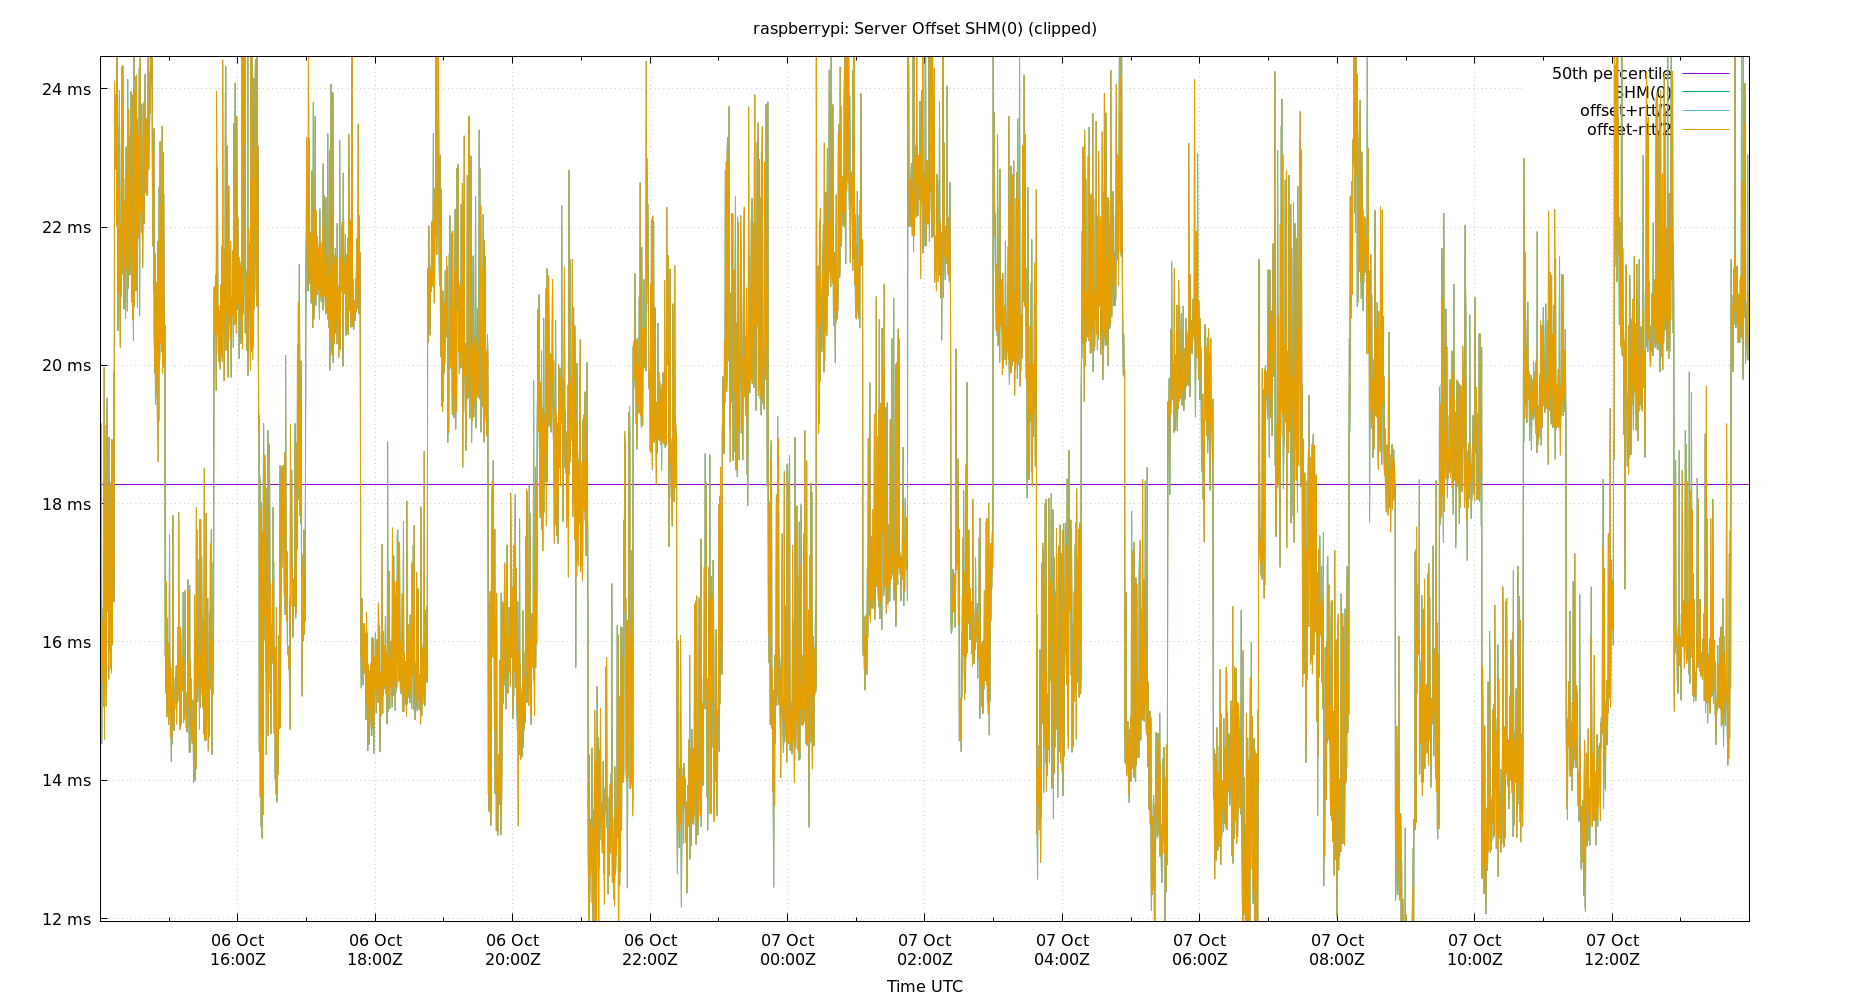 raspberrypi: Server Offset SHM(0) (clipped)
50th percentile
SHM(0)
offset+rtt/2
offset-rtt/2
24 ms
22 ms
20 ms
18 ms
16 ms
14 ms
12 ms
06 Oct 06 Oct 06 Oct 06 Oct 07 Oct 07 Oct 07 Oct 07 Oct 07 Oct 07 Oct 07 Oct
16:00Z 18:00Z 20:00Z 22:00Z 00:00Z 02:00Z 04:00Z 06:00Z 08:00Z 10:00Z 12:00Z
Time UTC